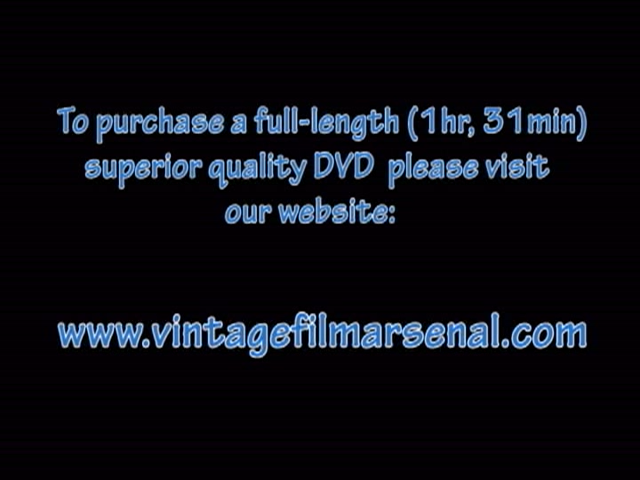 To purchase a full-length (1hr, 31min)
superior quality DVD please visit
our website:
www.vintagefilmarsenal.com